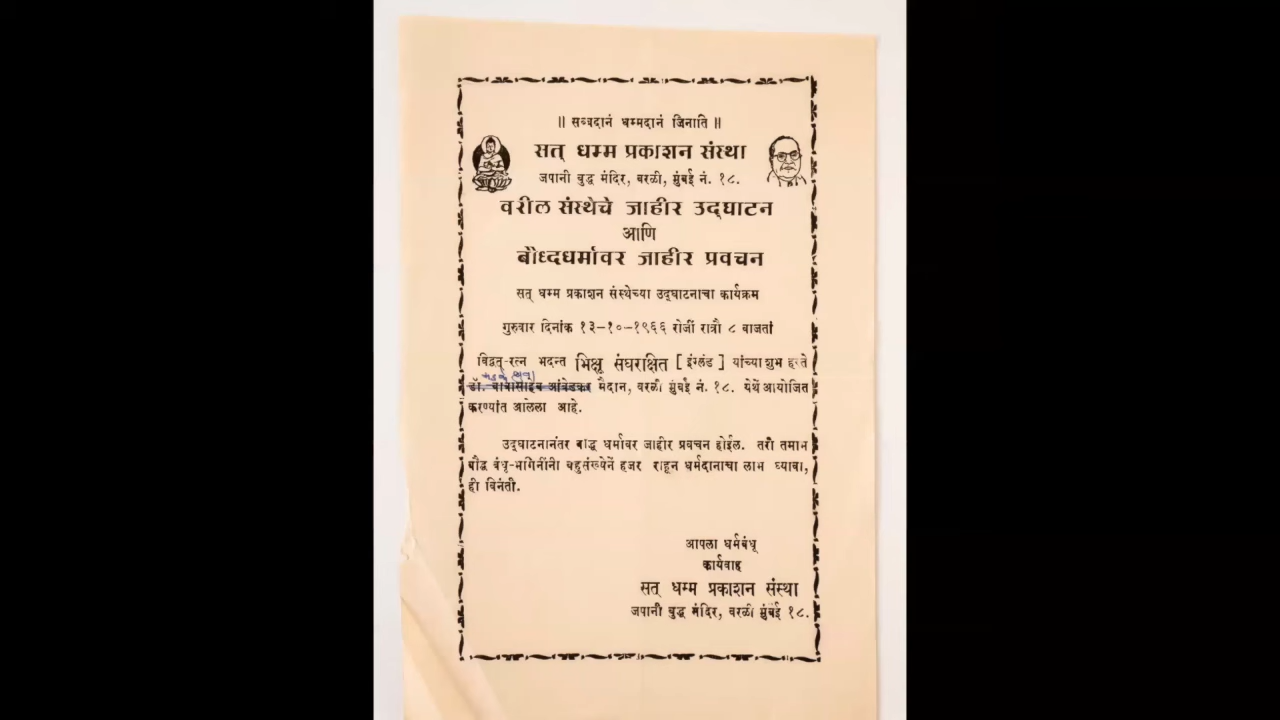 ॥ सब्बदानं धम्मदानं जिनाति ॥
सत् धम्म प्रकाशन संस्था
जपानी बुद्ध मंदिर, वरळी, मुंबई नं. १८.
वरील संस्थेचे जाहीर उद्‌घाटन
आणि
बौध्दधर्मावर जाहीर प्रवचन
सत् धम्म प्रकाशन संस्थेच्या उद्‌घाटनाचा कार्यक्रम
गुरुवार दिनांक १३-१०-१९६६ रोजीं रात्रौ ८ वाजतां
विद्वत्-रत्न भदन्त भिक्षू संघरक्षित [ इंग्लंड ] यांच्या शुभ हस्ते
डॉ. बाबासाहेब आंबेडकर मैदान, वरळी मुंबई नं. १८. येथें आयोजित
करण्यांत आलेला आहे.
उद्‌घाटनानंतर बौद्ध धर्मावर जाहीर प्रवचन होईल. तरी तमाम
बौद्ध बंधू-भगिनींनी बहुसंख्येनें हजर राहून धर्मदानाचा लाभ घ्यावा,
ही विनंती.
आपला धर्मबंधू
कार्यवाह
सत् धम्म प्रकाशन संस्था
जपानी बुद्ध मंदिर, वरळी मुंबई १८.